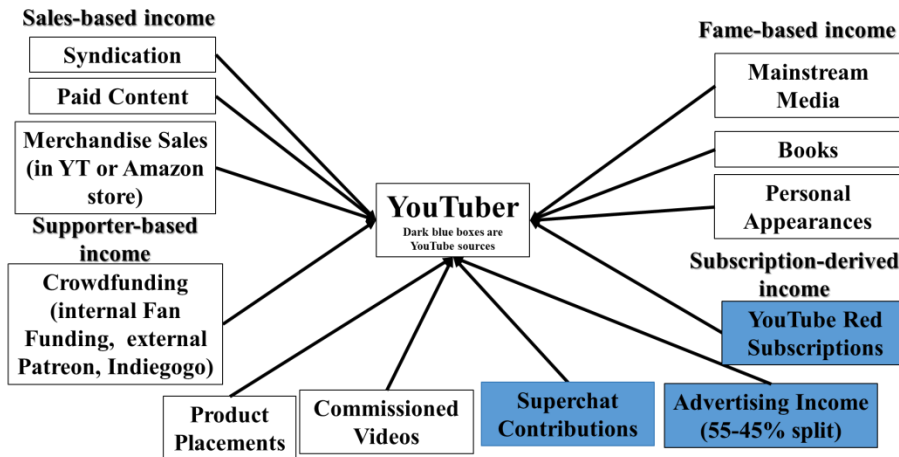 Sales-based income
Syndication
Paid Content
Merchandise Sales
(in YT or Amazon
store)
Supporter-based
income
Crowdfunding
(internal Fan
Funding,  external
Patreon, Indiegogo)
Product
Placements
Commissioned
Videos
YouTuber
Dark blue boxes are
YouTube sources
Superchat
Contributions
Fame-based income
Mainstream
Media
Books
Personal
Appearances
Subscription-derived
income
YouTube Red
Subscriptions
Advertising Income
(55-45% split)